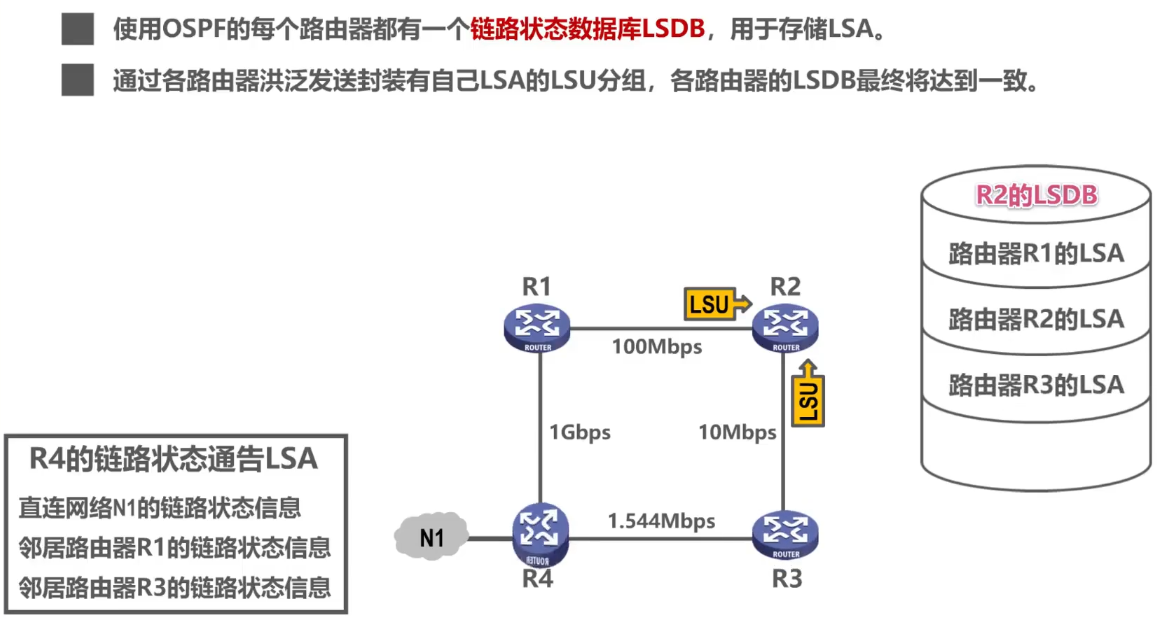 使用OSPF的每个路由器都有一个链路状态数据库LSDB，用于存储LSA。
通过各路由器洪泛发送封装有自己LSA的LSU分组，各路由器的LSDB最终将达到一致。
R2的LSDB
路由器R1的LSA
路由器R2的LSA
路由器R3的LSA
R1
LSU
R2
ROUTER
ROUTER
100Mbps
LSU
1Gbps
10Mbps
R4的链路状态通告LSA
直连网络N1的链路状态信息
邻居路由器R1的链路状态信息
邻居路由器R3的链路状态信息
N1
1.544Mbps
ROUTER
R4
R3